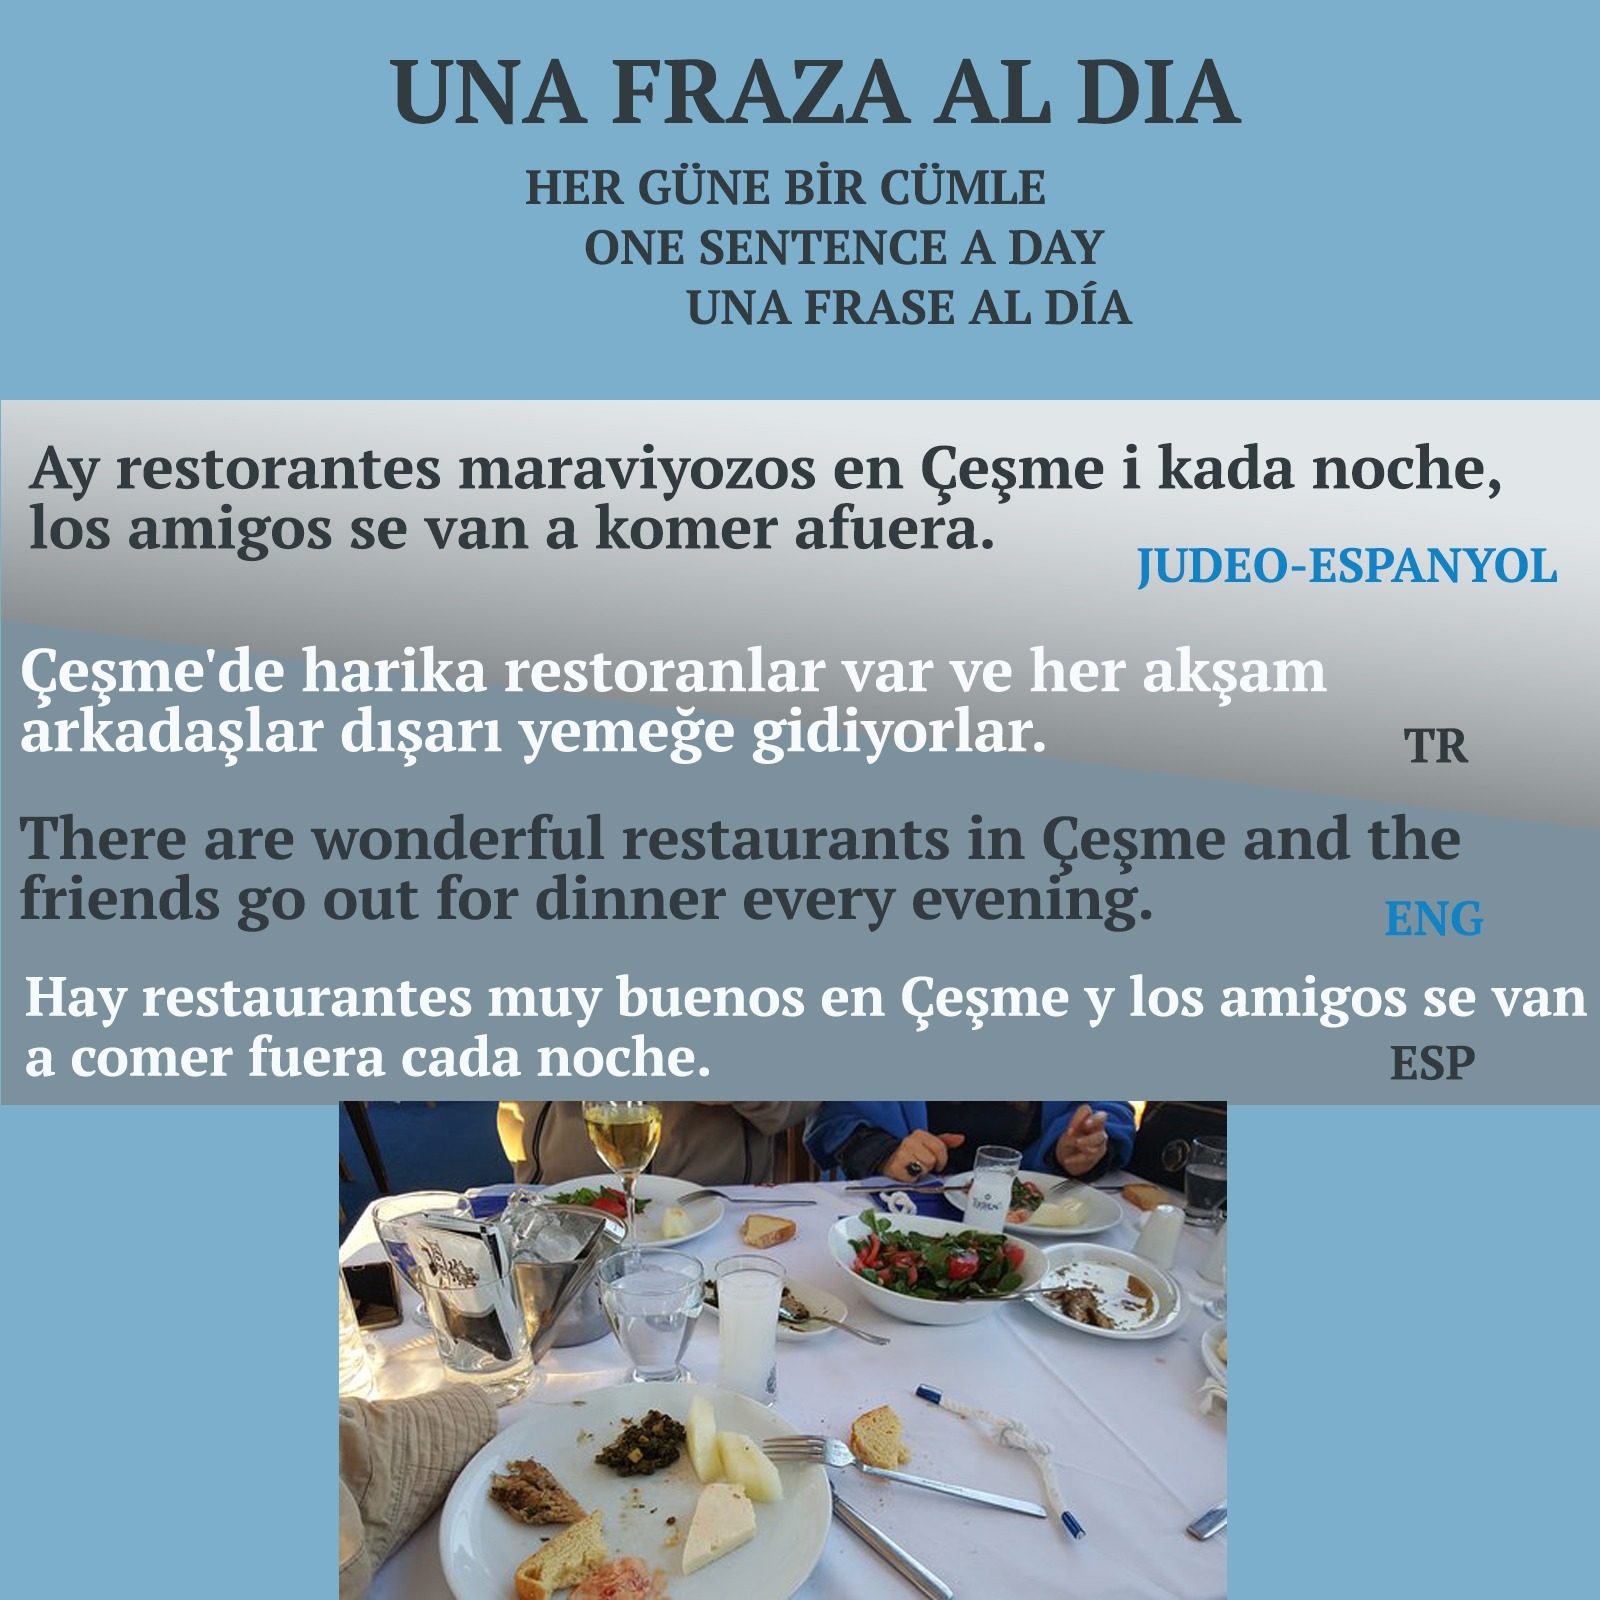 UNA FRAZA AL DIA
HER GÜNE BİR CÜMLE
ONE SENTENCE A DAY
UNA FRASE AL DÍA
Ay restorantes maraviyozos en Çeşme i kada noche,
los amigos se van a komer afuera.
JUDEO-ESPANYOL
Çeşme'de harika restoranlar var ve her akşam
arkadaşlar dışarı yemeğe gidiyorlar.
TR
There are wonderful restaurants in Çeşme and the
friends go out for dinner every evening.
ENG
Hay restaurantes muy buenos en Çeşme y los amigos se van
a comer fuera cada noche.
ESP